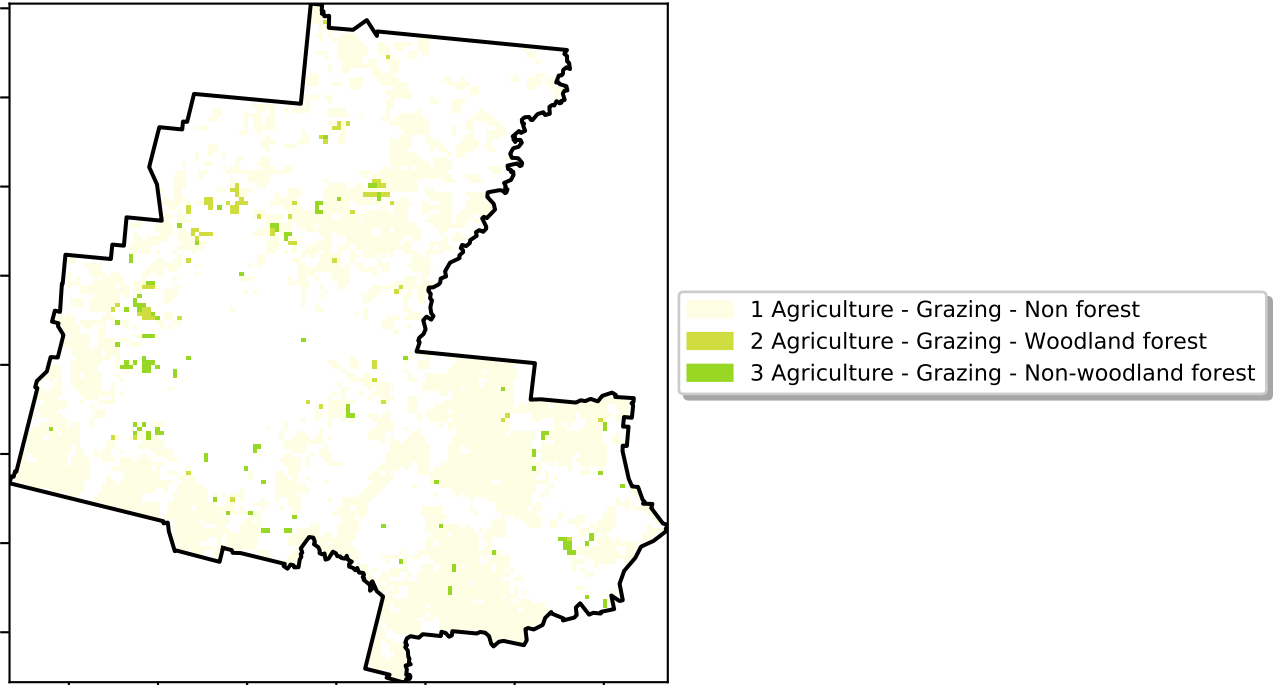 1 Agriculture - Grazing - Non forest
2 Agriculture - Grazing - Woodland forest
3 Agriculture - Grazing - Non-woodland forest